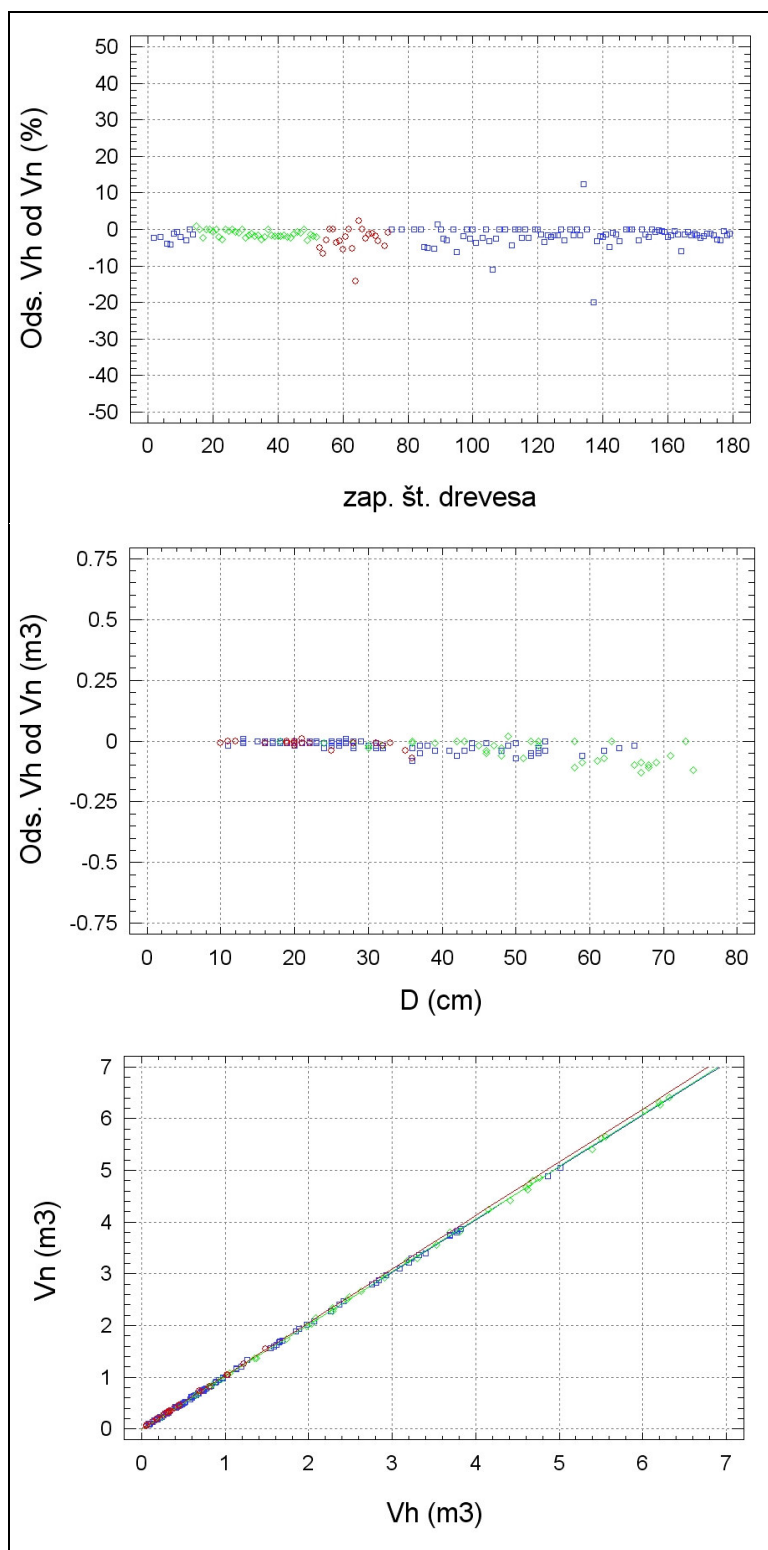 Ods. Vh od Vn (%)
50
40
30
20
10
0
-10
-20
-30
-40
-50
0 20 40 60 80 100 120 140 160 180
zap. št. drevesa
Ods. Vh od Vn (m3)
0.75
0.5
0.25
0
-0.25
-0.5
-0.75
0 10 20 30 40 50 60 70 80
D (cm)
Vn (m3)
7
6
5
4
3
2
1
0
0 1 2 3 4 5 6 7
Vh (m3)